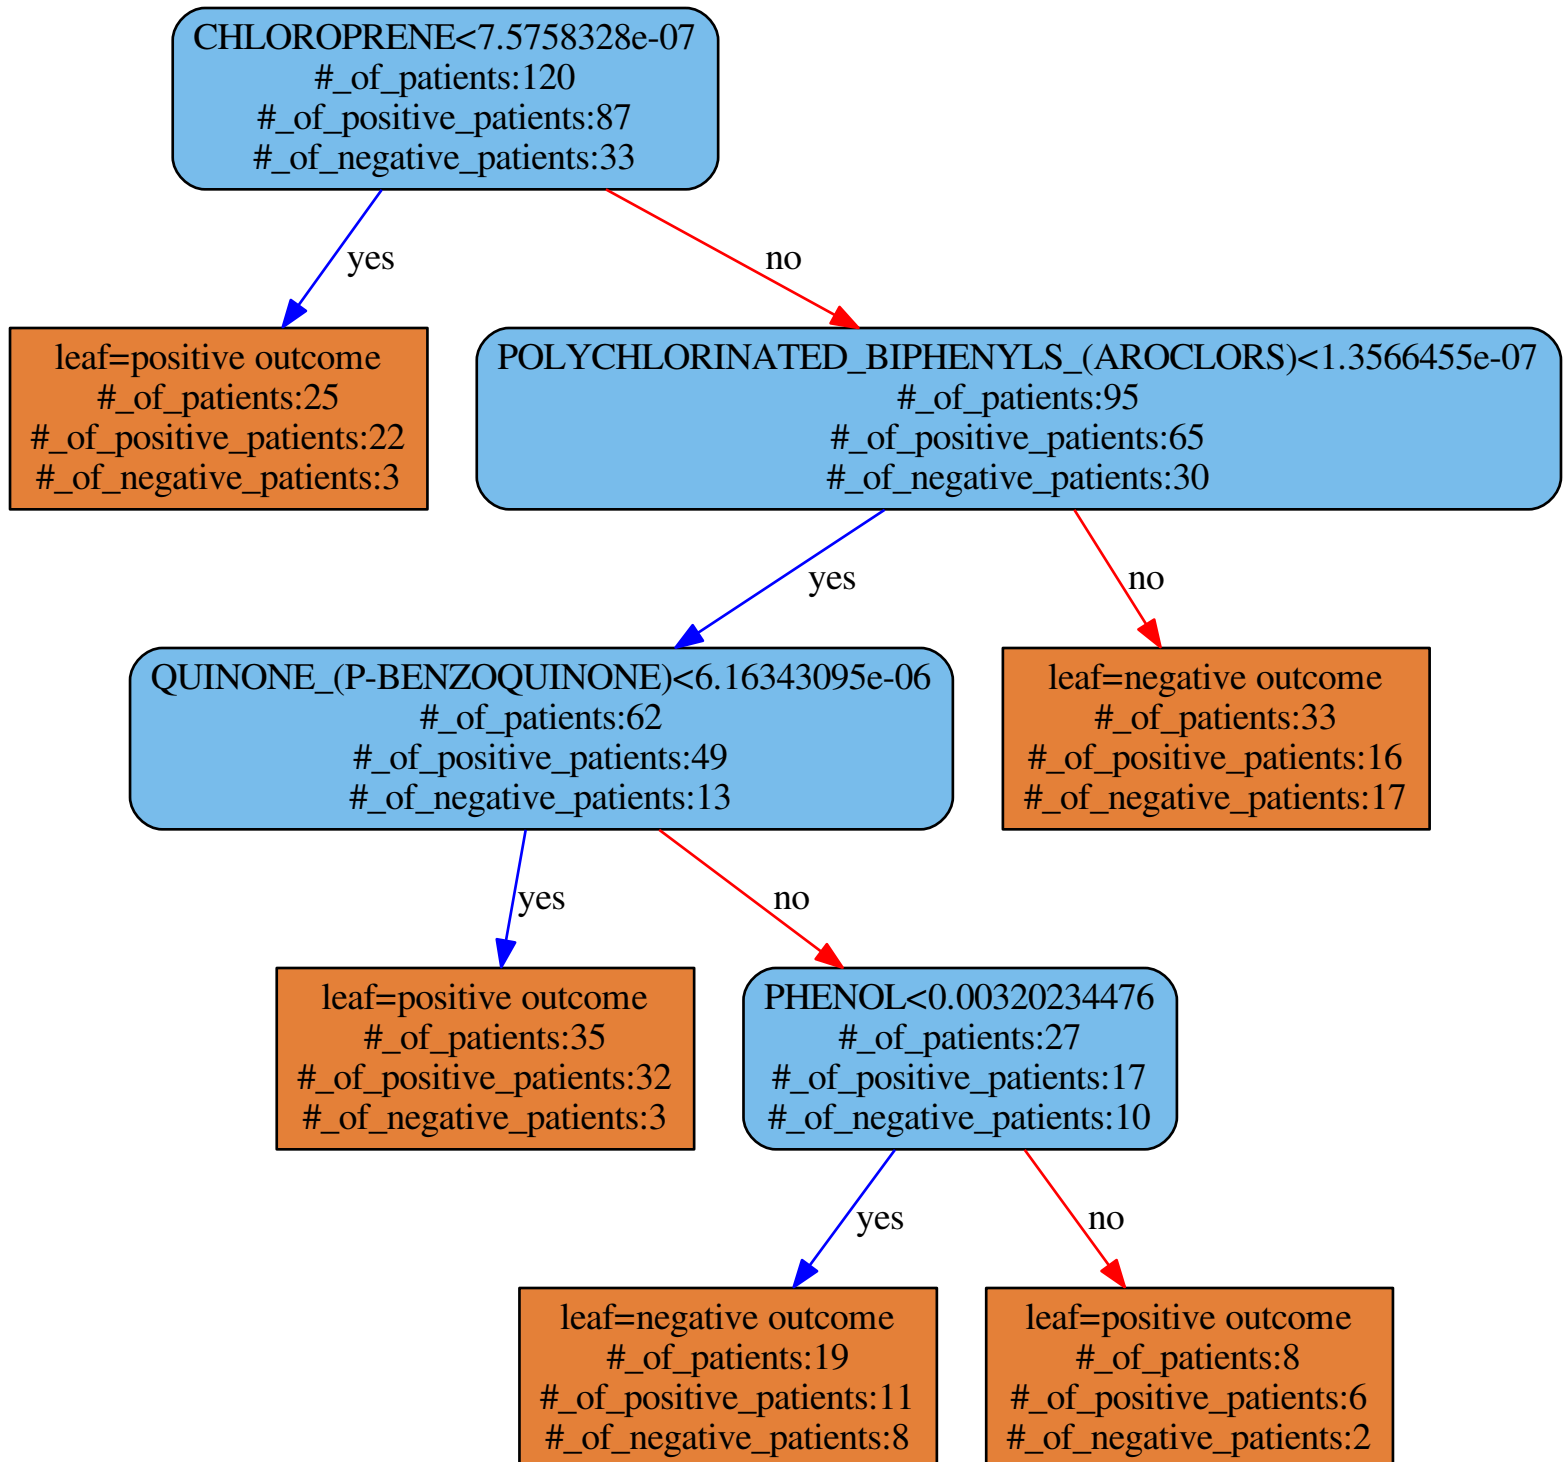 CHLOROPRENE<7.5758328e-07
#_of_patients:120
#_of_positive_patients:87
#_of_negative_patients:33
yes
no
leaf=positive outcome
#_of_patients:25
#_of_positive_patients:22
#_of_negative_patients:3
POLYCHLORINATED_BIPHENYLS_(AROCLORS)<1.3566455e-07
#_of_patients:95
#_of_positive_patients:65
#_of_negative_patients:30
yes
no
QUINONE_(P-BENZOQUINONE)<6.16343095e-06
#_of_patients:62
#_of_positive_patients:49
#_of_negative_patients:13
leaf=negative outcome
#_of_patients:33
#_of_positive_patients:16
#_of_negative_patients:17
yes
no
leaf=positive outcome
#_of_patients:35
#_of_positive_patients:32
#_of_negative_patients:3
PHENOL<0.00320234476
#_of_patients:27
#_of_positive_patients:17
#_of_negative_patients:10
yes
no
leaf=negative outcome
#_of_patients:19
#_of_positive_patients:11
#_of_negative_patients:8
leaf=positive outcome
#_of_patients:8
#_of_positive_patients:6
#_of_negative_patients:2